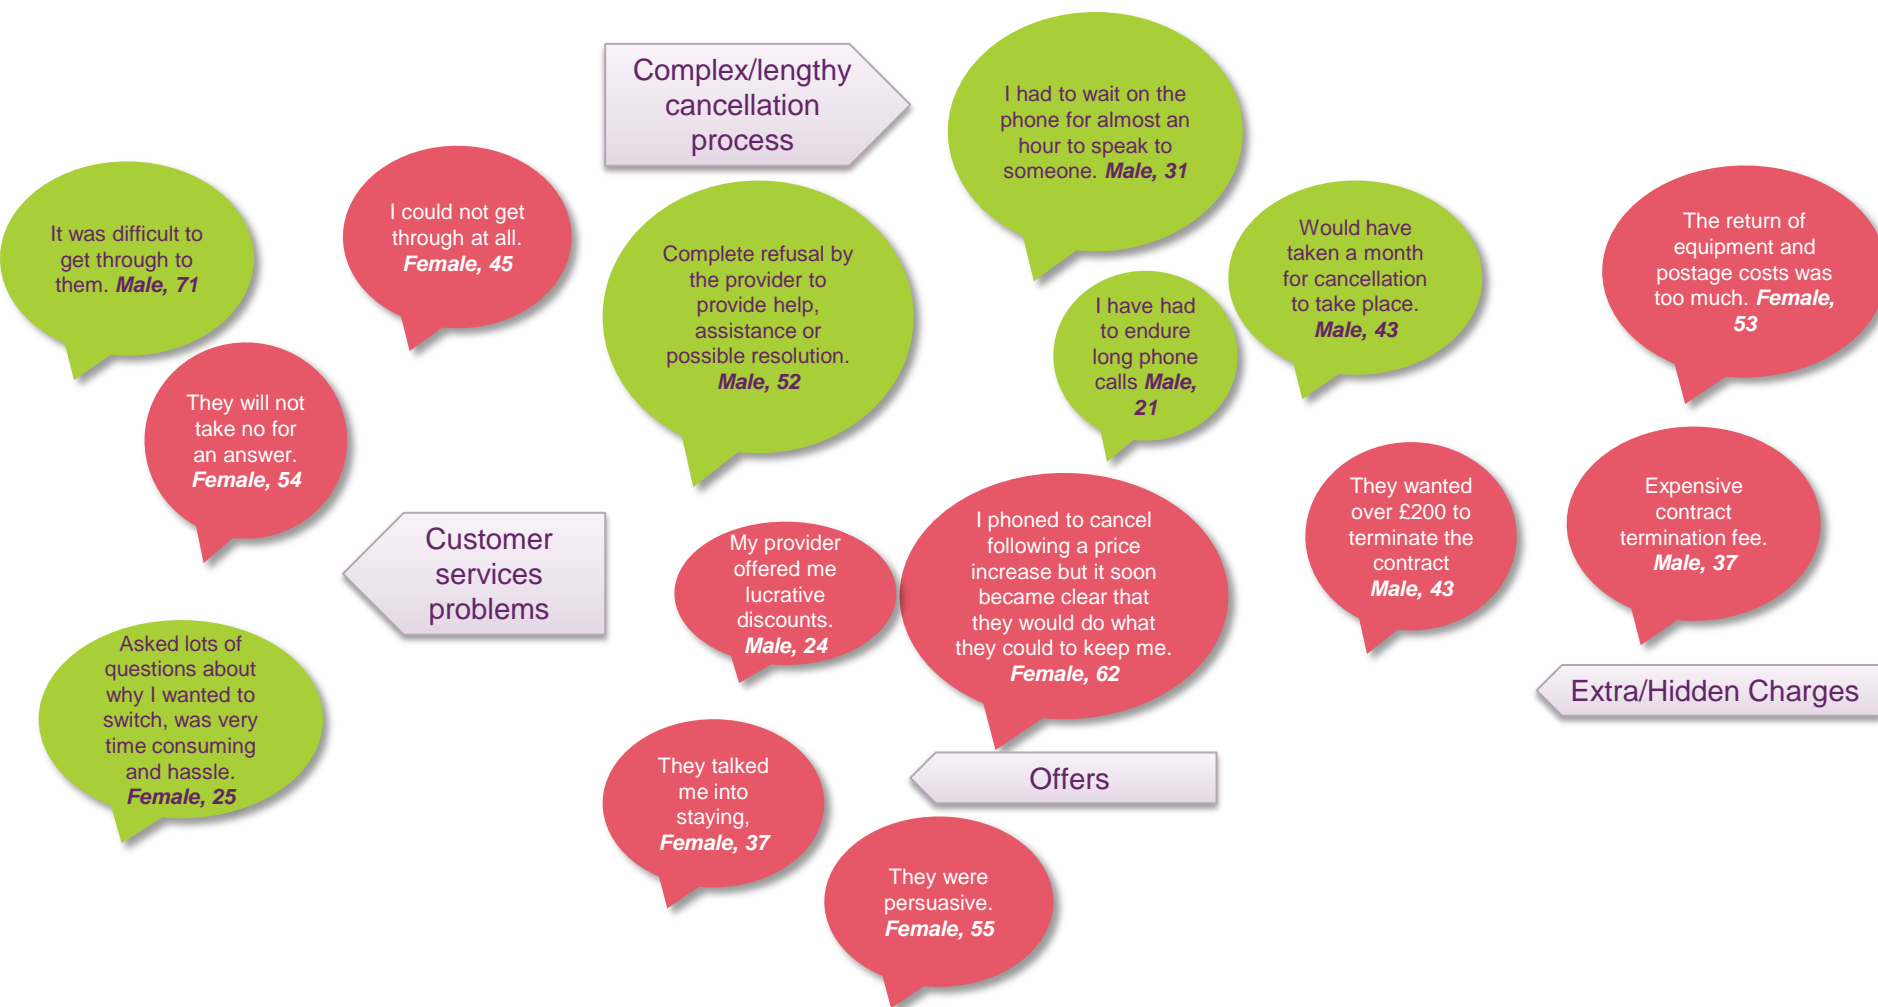 Complex/lengthy
cancellation
process
I had to wait on the
phone for almost an
hour to speak to
someone. Male, 31
It was difficult to
get through to
them. Male, 71
I could not get
through at all.
Female, 45
Complete refusal by
the provider to
provide help,
assistance or
possible resolution.
Male, 52
I have had
to endure
long phone
calls Male,
21
Would have
taken a month
for cancellation
to take place.
Male, 43
The return of
equipment and
postage costs was
too much. Female,
53
They will not
take no for
an answer.
Female, 54
Customer
services
problems
My provider
offered me
lucrative
discounts.
Male, 24
I phoned to cancel
following a price
increase but it soon
became clear that
they would do what
they could to keep me.
Female, 62
They wanted
over £200 to
terminate the
contract
Male, 43
Expensive
contract
termination fee.
Male, 37
Asked lots of
questions about
why I wanted to
switch, was very
time consuming
and hassle.
Female, 25
Extra/Hidden Charges
They talked
me into
staying,
Female, 37
Offers
They were
persuasive.
Female, 55